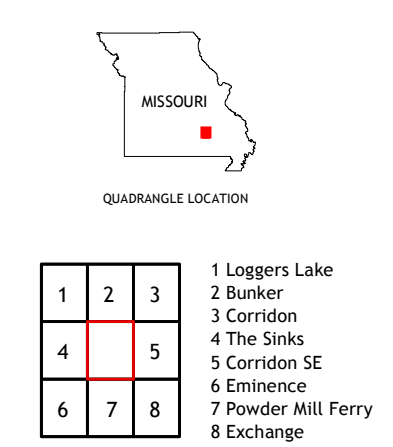 MISSOURI
QUADRANGLE LOCATION
1 2 3
4 5
6 7 8
1 Loggers Lake
2 Bunker
3 Corridon
4 The Sinks
5 Corridon SE
6 Eminence
7 Powder Mill Ferry
8 Exchange